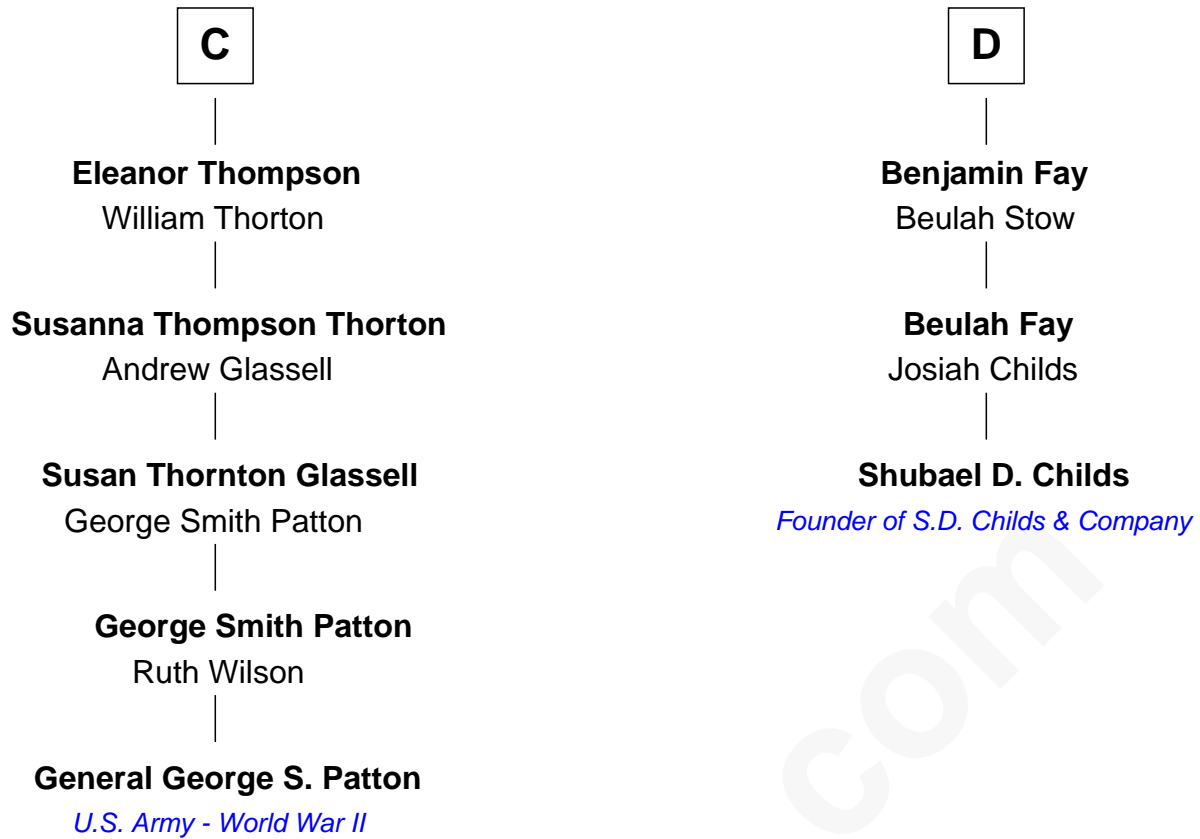 C
Eleanor Thompson
William Thorton
Susanna Thompson Thorton
Andrew Glassell
Susan Thornton Glassell
George Smith Patton
George Smith Patton
Ruth Wilson
General George S. Patton
U.S. Army - World War II
D
Benjamin Fay
Beulah Stow
Beulah Fay
Josiah Childs
Shubael D. Childs
Founder of S.D. Childs & Company
com